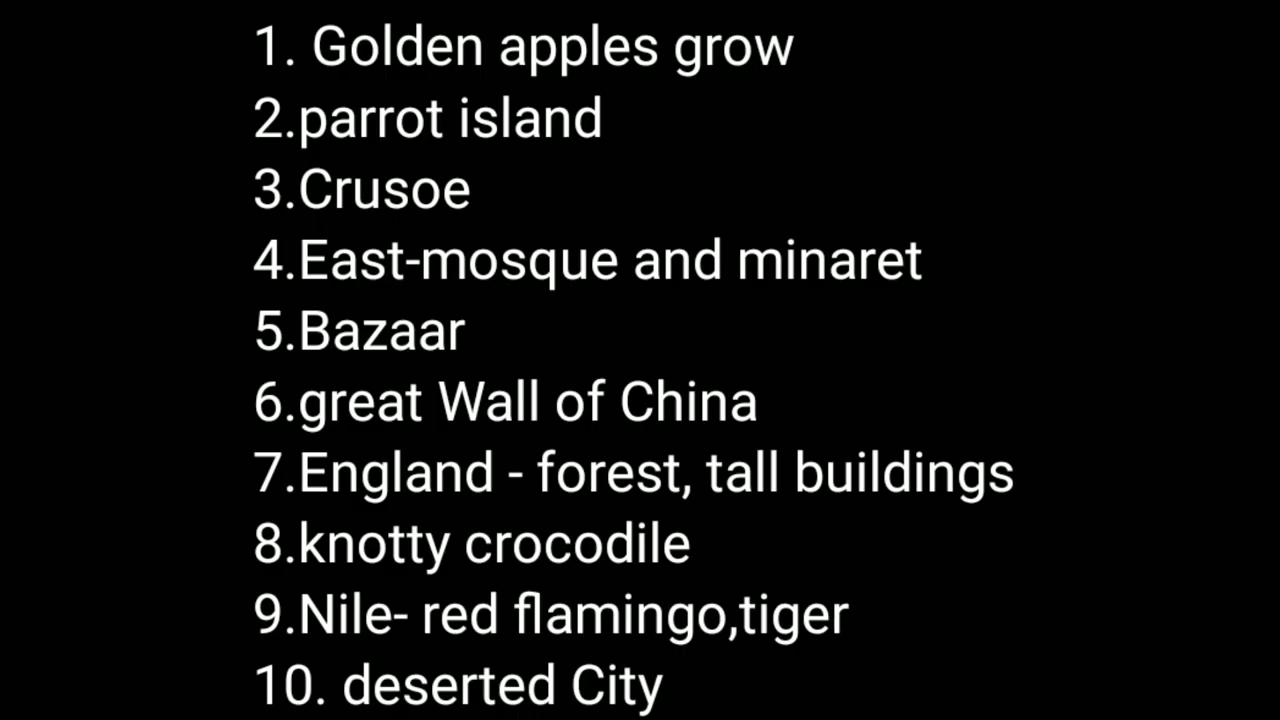 1. Golden apples grow
2.parrot island
3.Crusoe
4.East-mosque and minaret
5.Bazaar
6.great Wall of China
7.England - forest, tall buildings
8.knotty crocodile
9.Nile- red flamingo,tiger
10. deserted City